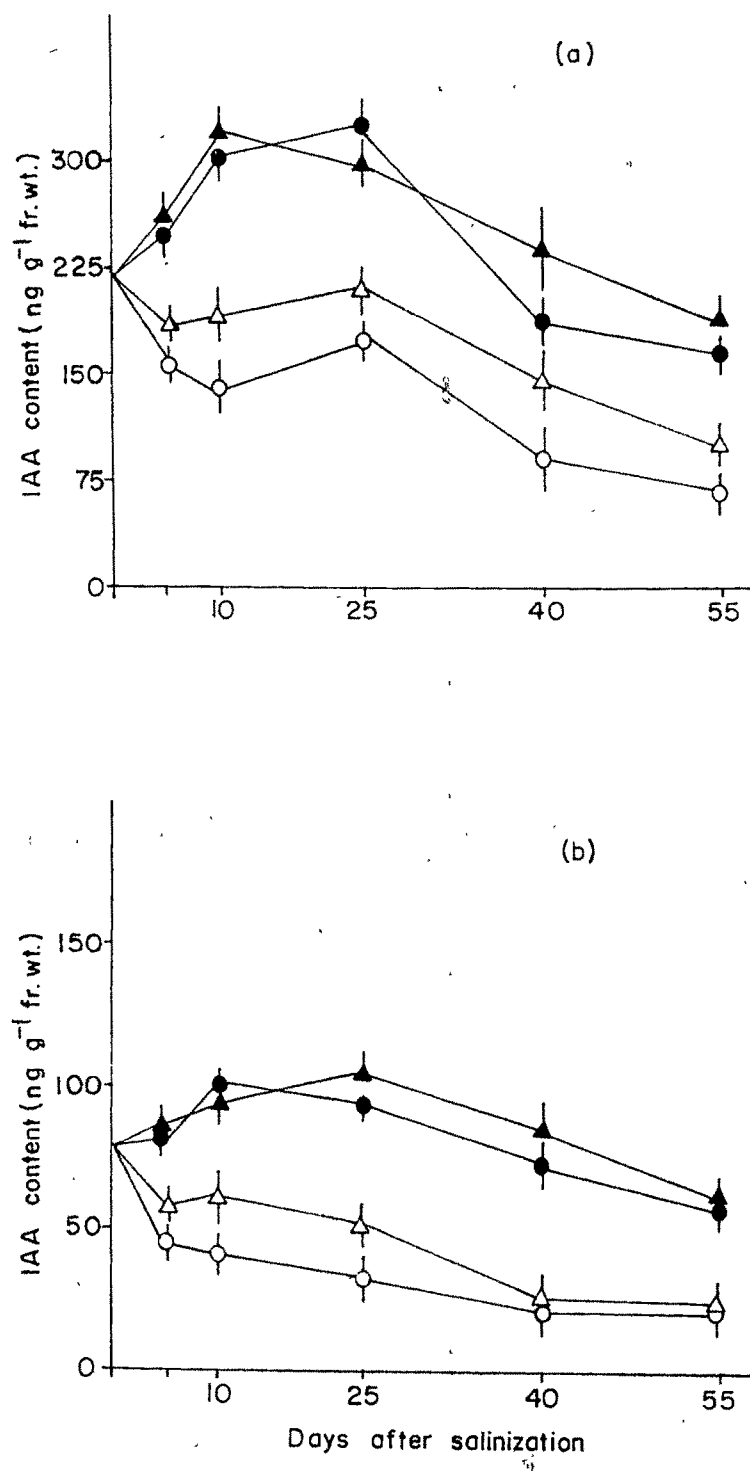 (a)
IAA content (ng g⁻¹ fr. wt.)
300
225
150
75
0
10 25 40 55
(b)
IAA content (ng g⁻¹ fr. wt.)
150
100
50
0
10 25 40 55
Days after salinization